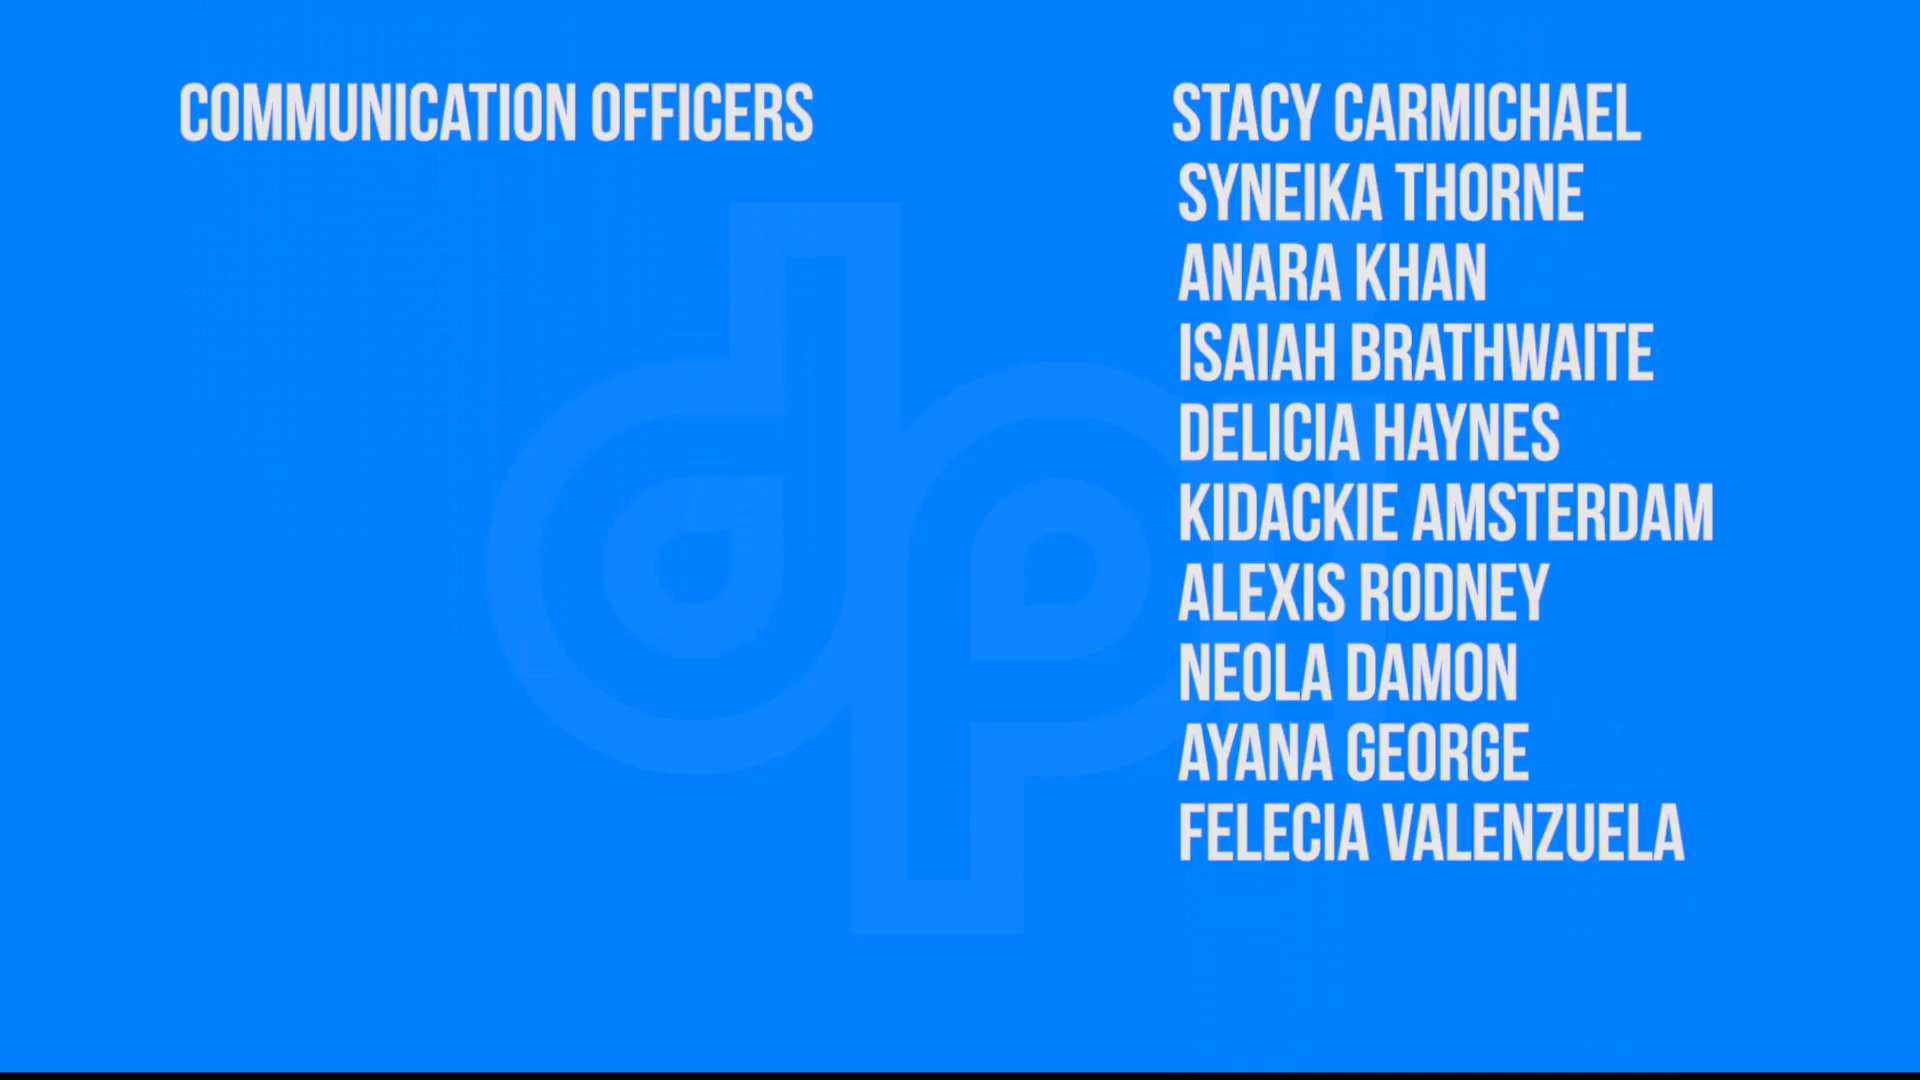 COMMUNICATION OFFICERS
STACY CARMICHAEL
SYNEIKA THORNE
ANARA KHAN
ISAIAH BRATHWAITE
DELICIA HAYNES
KIDACKIE AMSTERDAM
ALEXIS RODNEY
NEOLA DAMON
AYANA GEORGE
FELECIA VALENZUELA
dpi